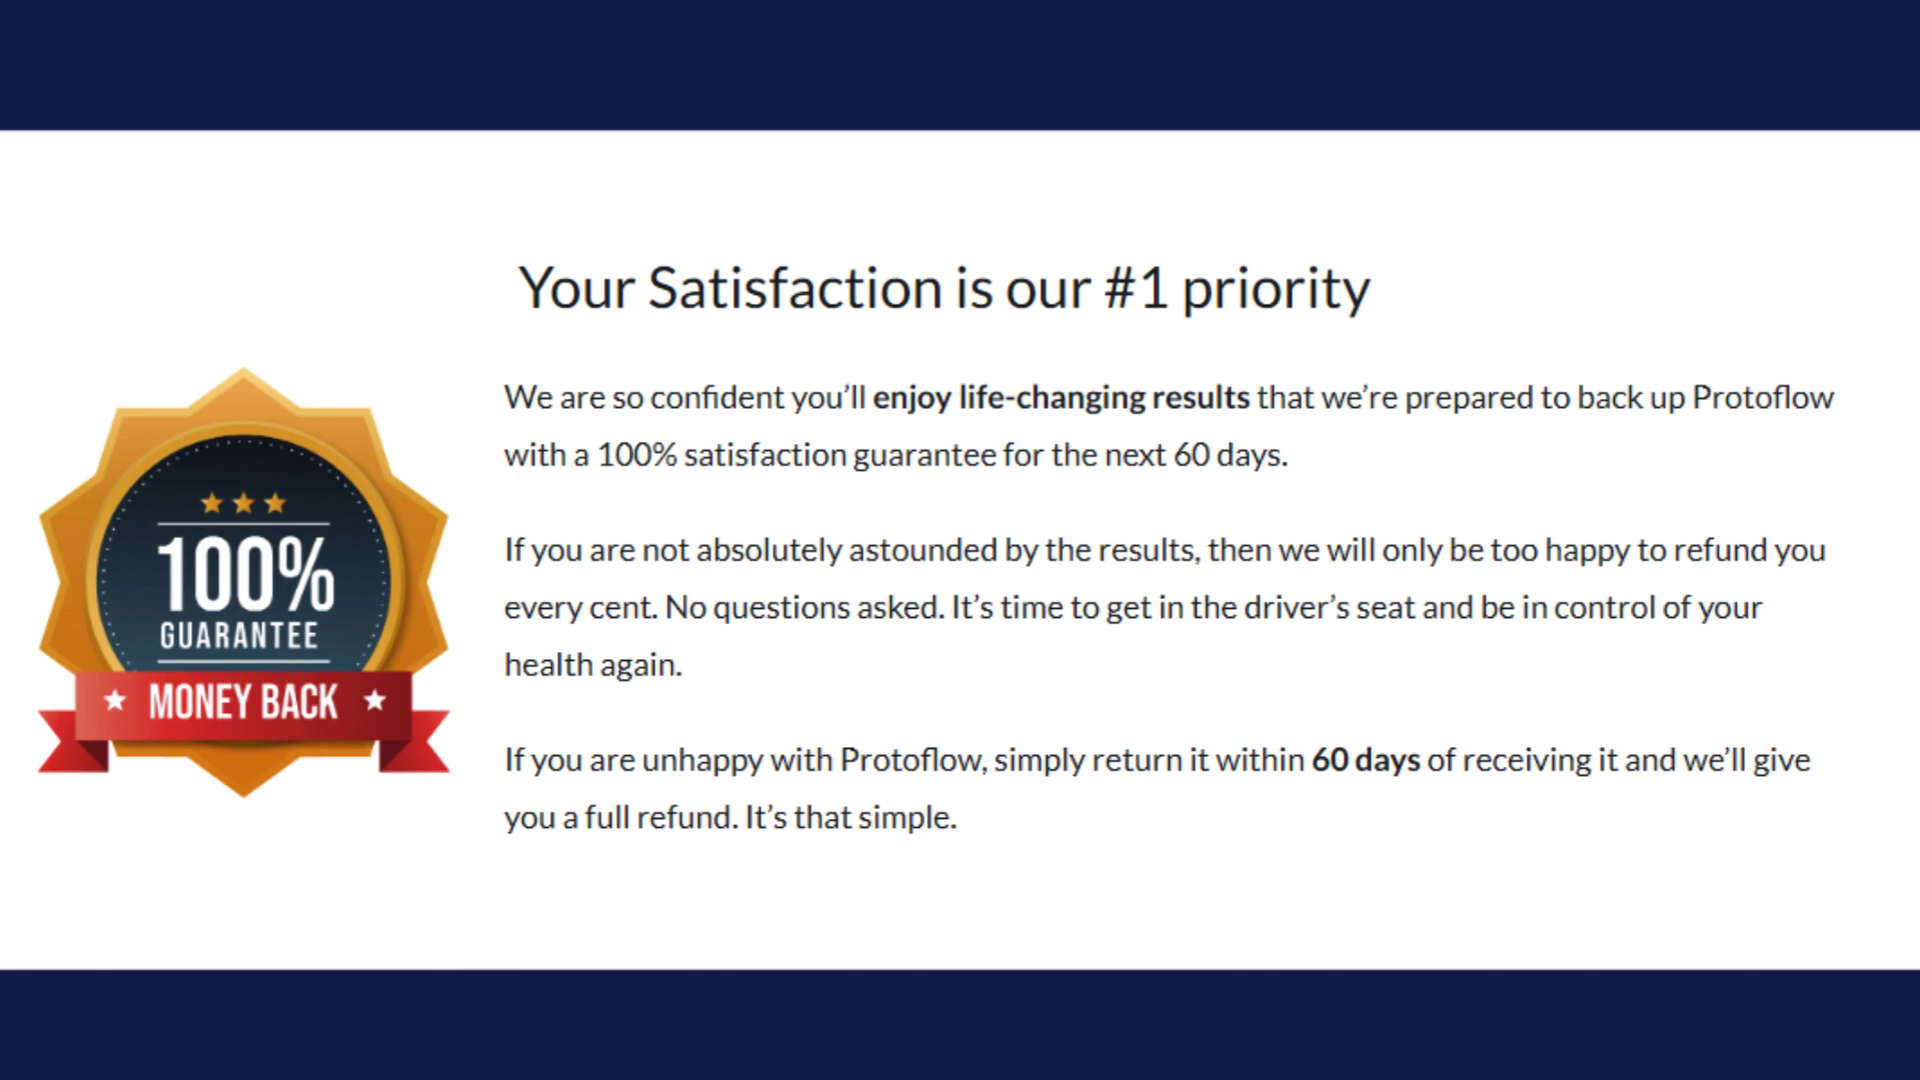 Your Satisfaction is our #1 priority
We are so confident you’ll enjoy life-changing results that we’re prepared to back up Protoflow
with a 100% satisfaction guarantee for the next 60 days.
If you are not absolutely astounded by the results, then we will only be too happy to refund you
every cent. No questions asked. It’s time to get in the driver’s seat and be in control of your
health again.
If you are unhappy with Protoflow, simply return it within 60 days of receiving it and we’ll give
you a full refund. It’s that simple.
100%
GUARANTEE
MONEY BACK